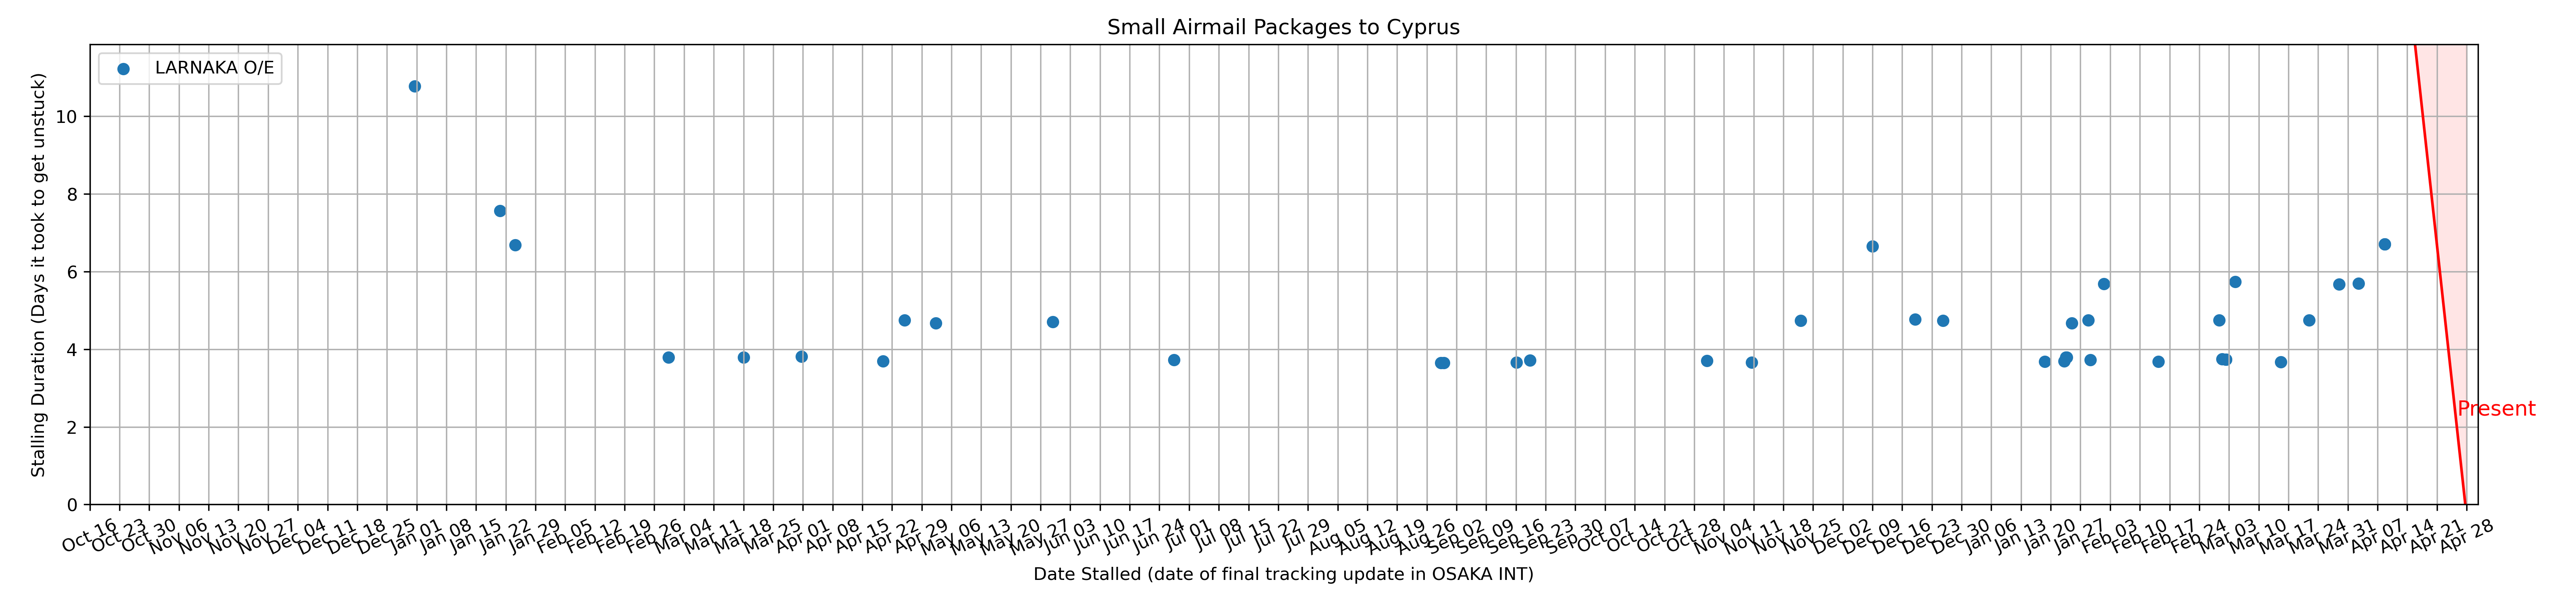 Small Airmail Packages to Cyprus
LARNAKA O/E
Stalling Duration (Days it took to get unstuck)
10
8
6
4
2
0
Present
Oct 16 Oct 23 Oct 30 Nov 06 Nov 13 Nov 20 Nov 27 Dec 04 Dec 11 Dec 18 Dec 25 Jan 01 Jan 08 Jan 15 Jan 22 Jan 29 Feb 05 Feb 12 Feb 19 Feb 26 Mar 04 Mar 11 Mar 18 Mar 25 Apr 01 Apr 08 Apr 15 Apr 22 Apr 29 May 06 May 13 May 20 May 27 Jun 03 Jun 10 Jun 17 Jun 24 Jul 01 Jul 08 Jul 15 Jul 22 Jul 29 Aug 05 Aug 12 Aug 19 Aug 26 Sep 02 Sep 09 Sep 16 Sep 23 Sep 30 Oct 07 Oct 14 Oct 21 Oct 28 Nov 04 Nov 11 Nov 18 Nov 25 Dec 02 Dec 09 Dec 16 Dec 23 Dec 30 Jan 06 Jan 13 Jan 20 Jan 27 Feb 03 Feb 10 Feb 17 Feb 24 Mar 03 Mar 10 Mar 17 Mar 24 Mar 31 Apr 07 Apr 14 Apr 21 Apr 28
Date Stalled (date of final tracking update in OSAKA INT)